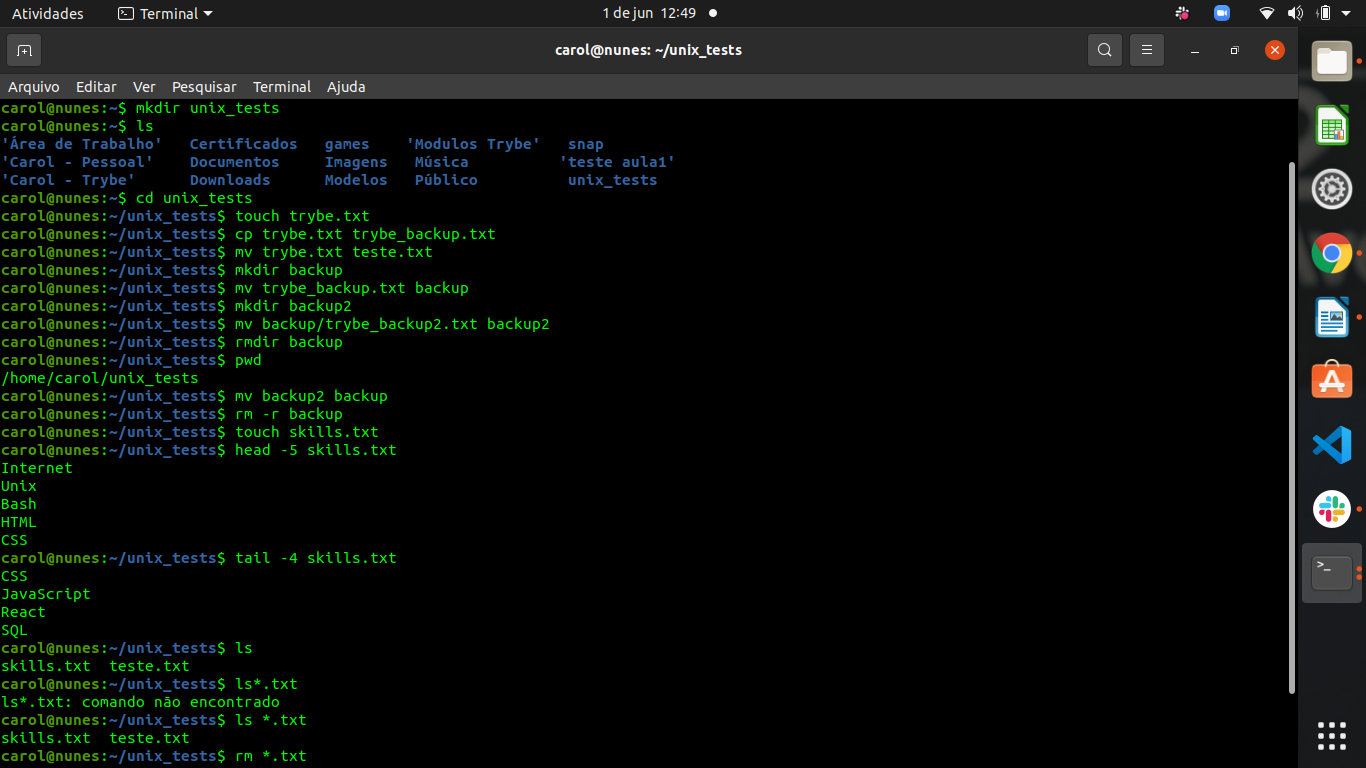 Atividades Terminal 1 de jun 12:49
carol@nunes: ~/unix_tests
Arquivo Editar Ver Pesquisar Terminal Ajuda
carol@nunes:~$ mkdir unix_tests
carol@nunes:~$ ls
'Área de Trabalho' Certificados games 'Modulos Trybe' snap
'Carol - Pessoal' Documentos Imagens Música 'teste aula1'
'Carol - Trybe' Downloads Modelos Público unix_tests
carol@nunes:~$ cd unix_tests
carol@nunes:~/unix_tests$ touch trybe.txt
carol@nunes:~/unix_tests$ cp trybe.txt trybe_backup.txt
carol@nunes:~/unix_tests$ mv trybe.txt teste.txt
carol@nunes:~/unix_tests$ mkdir backup
carol@nunes:~/unix_tests$ mv trybe_backup.txt backup
carol@nunes:~/unix_tests$ mkdir backup2
carol@nunes:~/unix_tests$ mv backup/trybe_backup2.txt backup2
carol@nunes:~/unix_tests$ rmdir backup
carol@nunes:~/unix_tests$ pwd
/home/carol/unix_tests
carol@nunes:~/unix_tests$ mv backup2 backup
carol@nunes:~/unix_tests$ rm -r backup
carol@nunes:~/unix_tests$ touch skills.txt
carol@nunes:~/unix_tests$ head -5 skills.txt
Internet
Unix
Bash
HTML
CSS
carol@nunes:~/unix_tests$ tail -4 skills.txt
CSS
JavaScript
React
SQL
carol@nunes:~/unix_tests$ ls
skills.txt teste.txt
carol@nunes:~/unix_tests$ ls*.txt
ls*.txt: comando não encontrado
carol@nunes:~/unix_tests$ ls *.txt
skills.txt teste.txt
carol@nunes:~/unix_tests$ rm *.txt